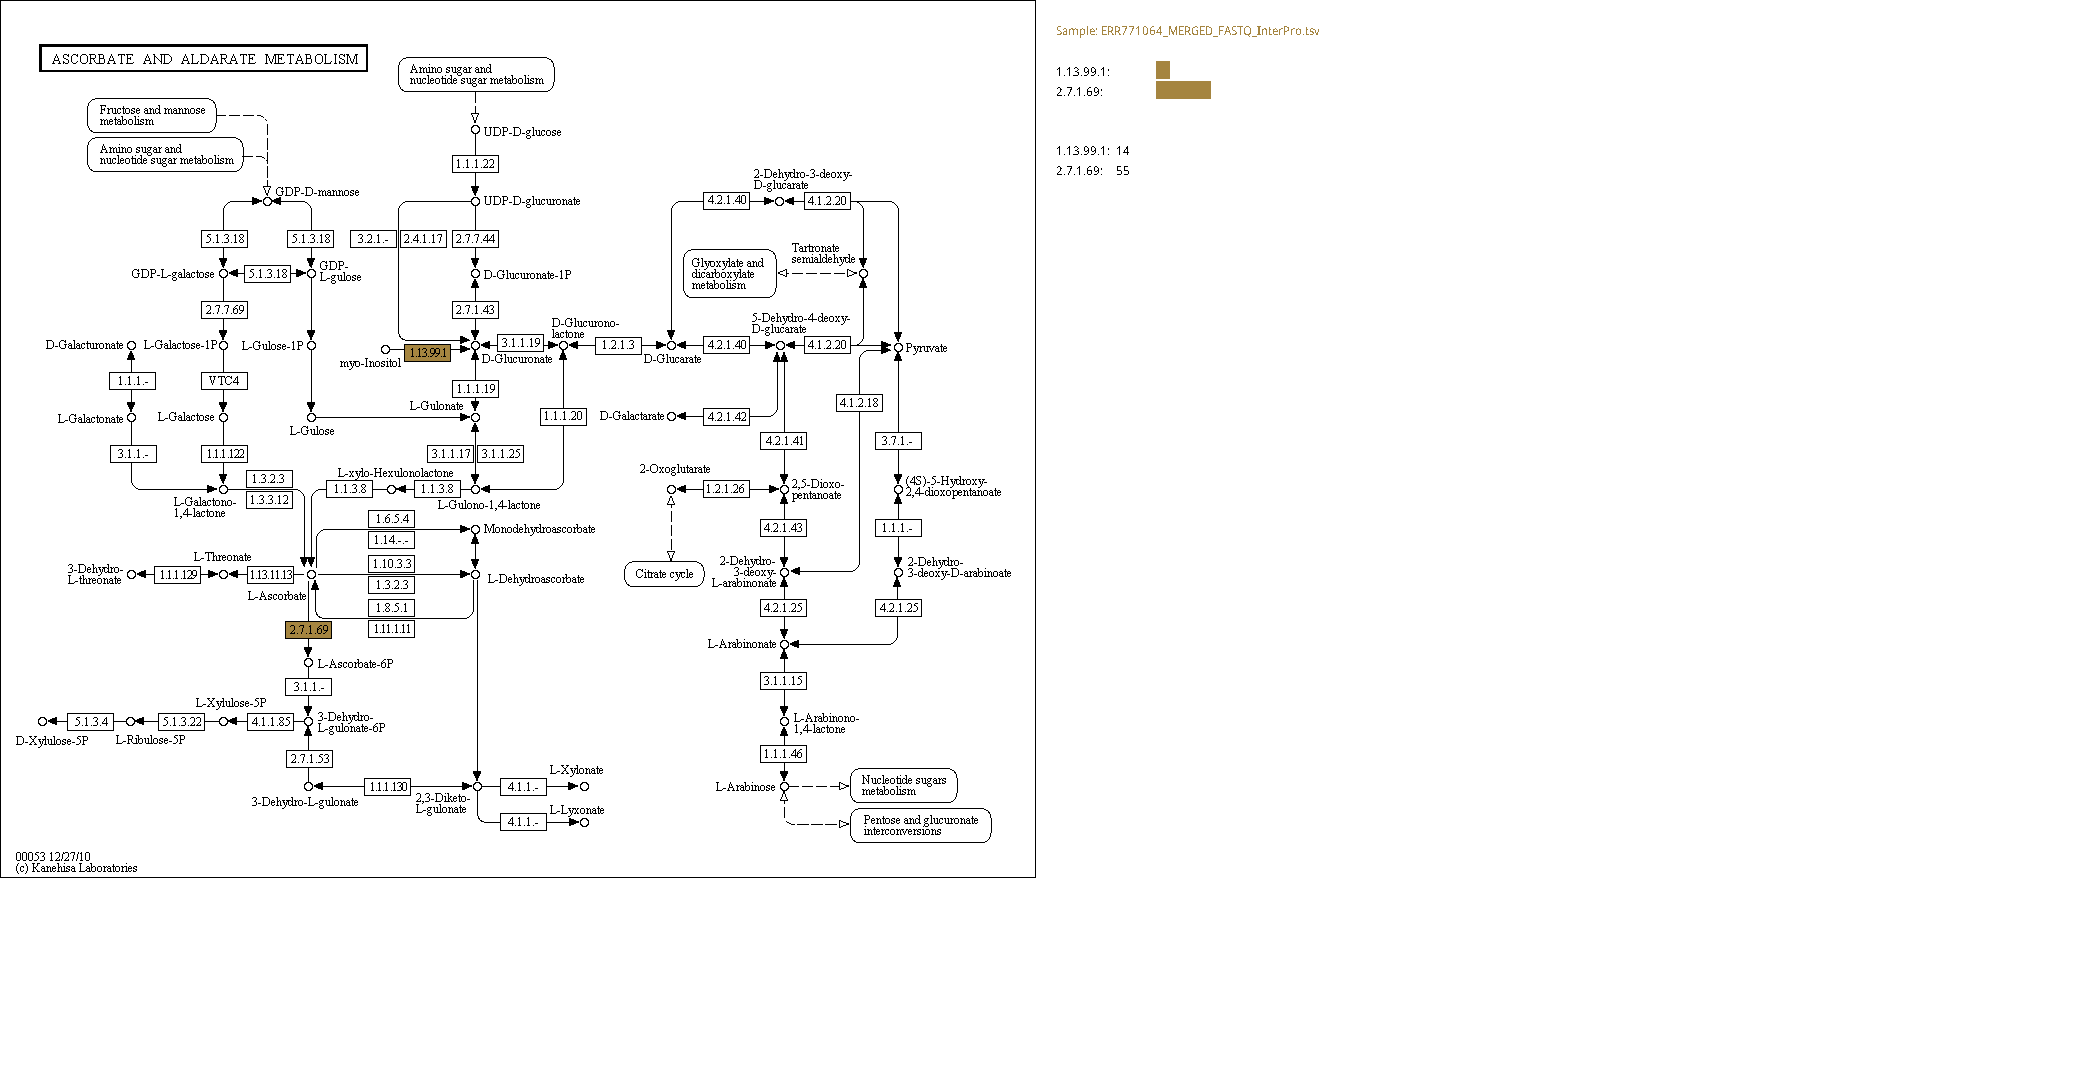 ASCORBATE AND ALDARATE METABOLISM
Sample: ERR771064_MERGED_FASTQ_InterPro.tsv
1.13.99.1:
2.7.1.69:
1.13.99.1: 14
2.7.1.69: 55
Amino sugar and
nucleotide sugar metabolism
Fructose and mannose
metabolism
Amino sugar and
nucleotide sugar metabolism
UDP-D-glucose
1.1.1.22
GDP-D-mannose
UDP-D-glucuronate
2-Dehydro-3-deoxy-
D-glucarate
4.2.1.40
4.1.2.20
5.1.3.18
5.1.3.18
3.2.1.-
2.4.1.17
2.7.7.44
Tartronate
semialdehyde
Glyoxylate and
dicarboxylate
metabolism
GDP-L-galactose
5.1.3.18
GDP-
L-gulose
D-Glucuronate-1P
2.7.7.69
2.7.1.43
D-Glucurono-
lactone
5-Dehydro-4-deoxy-
D-glucarate
D-Galacturonate
L-Galactose-1P
L-Gulose-1P
myo-Inositol
1.13.99.1
D-Glucuronate
3.1.1.19
1.2.1.3
D-Glucarate
4.2.1.40
4.1.2.20
Pyruvate
1.1.1.-
VTC4
1.1.1.19
L-Galactonate
L-Galactose
L-Gulose
L-Gulonate
1.1.1.20
D-Galactarate
4.2.1.42
4.1.2.18
3.1.1.-
1.1.1.122
3.1.1.17
3.1.1.25
4.2.1.41
3.7.1.-
1.3.2.3
1.3.3.12
L-xylo-Hexulonolactone
1.1.3.8
1.1.3.8
L-Galactono-
1,4-lactone
L-Gulono-1,4-lactone
2-Oxoglutarate
1.2.1.26
2,5-Dioxo-
pentanoate
(4S)-5-Hydroxy-
2,4-dioxopentanoate
1.6.5.4
1.14.-.-
Monodehydroascorbate
4.2.1.43
1.1.1.-
L-Threonate
1.10.3.3
3-Dehydro-
L-threonate
1.1.1.129
1.13.11.13
L-Ascorbate
1.3.2.3
L-Dehydroascorbate
Citrate cycle
2-Dehydro-
3-deoxy-
L-arabinonate
2-Dehydro-
3-deoxy-D-arabinoate
1.8.5.1
1.11.1.11
4.2.1.25
4.2.1.25
2.7.1.69
L-Arabinonate
L-Ascorbate-6P
3.1.1.-
3.1.1.15
L-Xylulose-5P
5.1.3.4
5.1.3.22
4.1.1.85
3-Dehydro-
L-gulonate-6P
D-Xylulose-5P
L-Ribulose-5P
L-Arabinono-
1,4-lactone
2.7.1.53
1.1.1.46
L-Xylonate
1.1.1.130
4.1.1.-
3-Dehydro-L-gulonate
2,3-Diketo-
L-gulonate
L-Lyxonate
4.1.1.-
L-Arabinose
Nucleotide sugars
metabolism
Pentose and glucuronate
interconversions
00053 12/27/10
(c) Kanehisa Laboratories